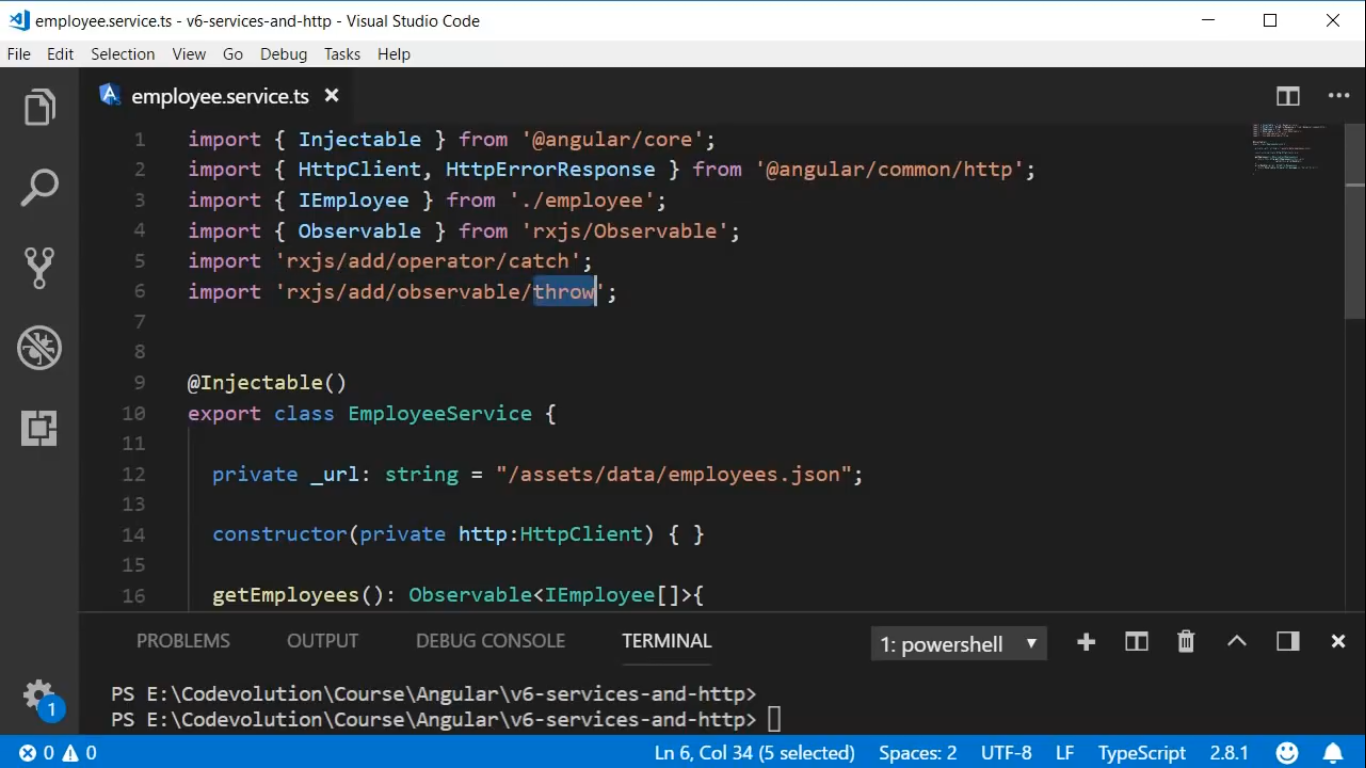 employee.service.ts - v6-services-and-http - Visual Studio Code
File Edit Selection View Go Debug Tasks Help
employee.service.ts
1 import { Injectable } from '@angular/core';
2 import { HttpClient, HttpErrorResponse } from '@angular/common/http';
3 import { IEmployee } from './employee';
4 import { Observable } from 'rxjs/Observable';
5 import 'rxjs/add/operator/catch';
6 import 'rxjs/add/observable/throw';
7
8
9 @Injectable()
10 export class EmployeeService {
11
12 private _url: string = "/assets/data/employees.json";
13
14 constructor(private http:HttpClient) { }
15
16 getEmployees(): Observable<IEmployee[]>{
PROBLEMS OUTPUT DEBUG CONSOLE TERMINAL 1: powershell
PS E:\Codevolution\Course\Angular\v6-services-and-http>
PS E:\Codevolution\Course\Angular\v6-services-and-http>
1
0 0 Ln 6, Col 34 (5 selected) Spaces: 2 UTF-8 LF TypeScript 2.8.1